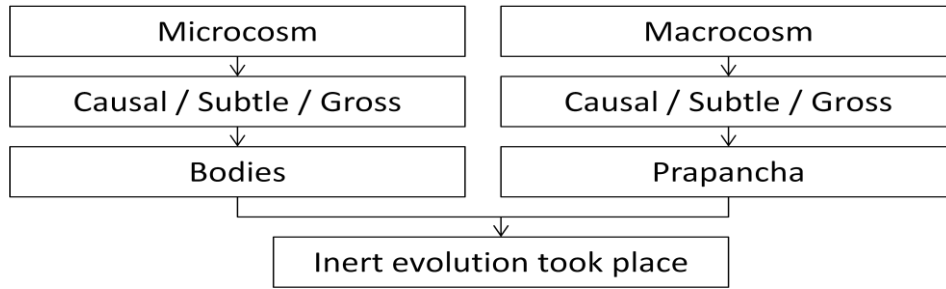 Microcosm
Macrocosm
Causal / Subtle / Gross
Causal / Subtle / Gross
Bodies
Prapancha
Inert evolution took place